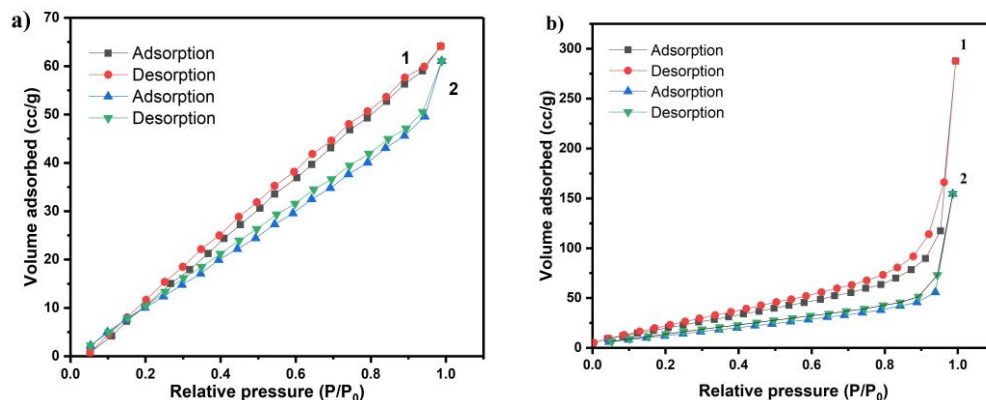 a)
70
60
50
40
30
20
10
0
Volume adsorbed (cc/g)
Adsorption
Desorption
Adsorption
Desorption
1
2
0.0 0.2 0.4 0.6 0.8 1.0
Relative pressure (P/P0)
b)
300
250
200
150
100
50
0
Volume adsorbed (cc/g)
Adsorption
Desorption
Adsorption
Desorption
1
2
0.0 0.2 0.4 0.6 0.8 1.0
Relative pressure (P/P0)